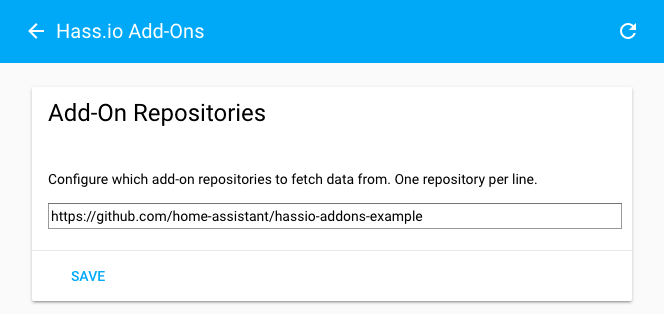 Hass.io Add-Ons
Add-On Repositories
Configure which add-on repositories to fetch data from. One repository per line.
https://github.com/home-assistant/hassio-addons-example
SAVE